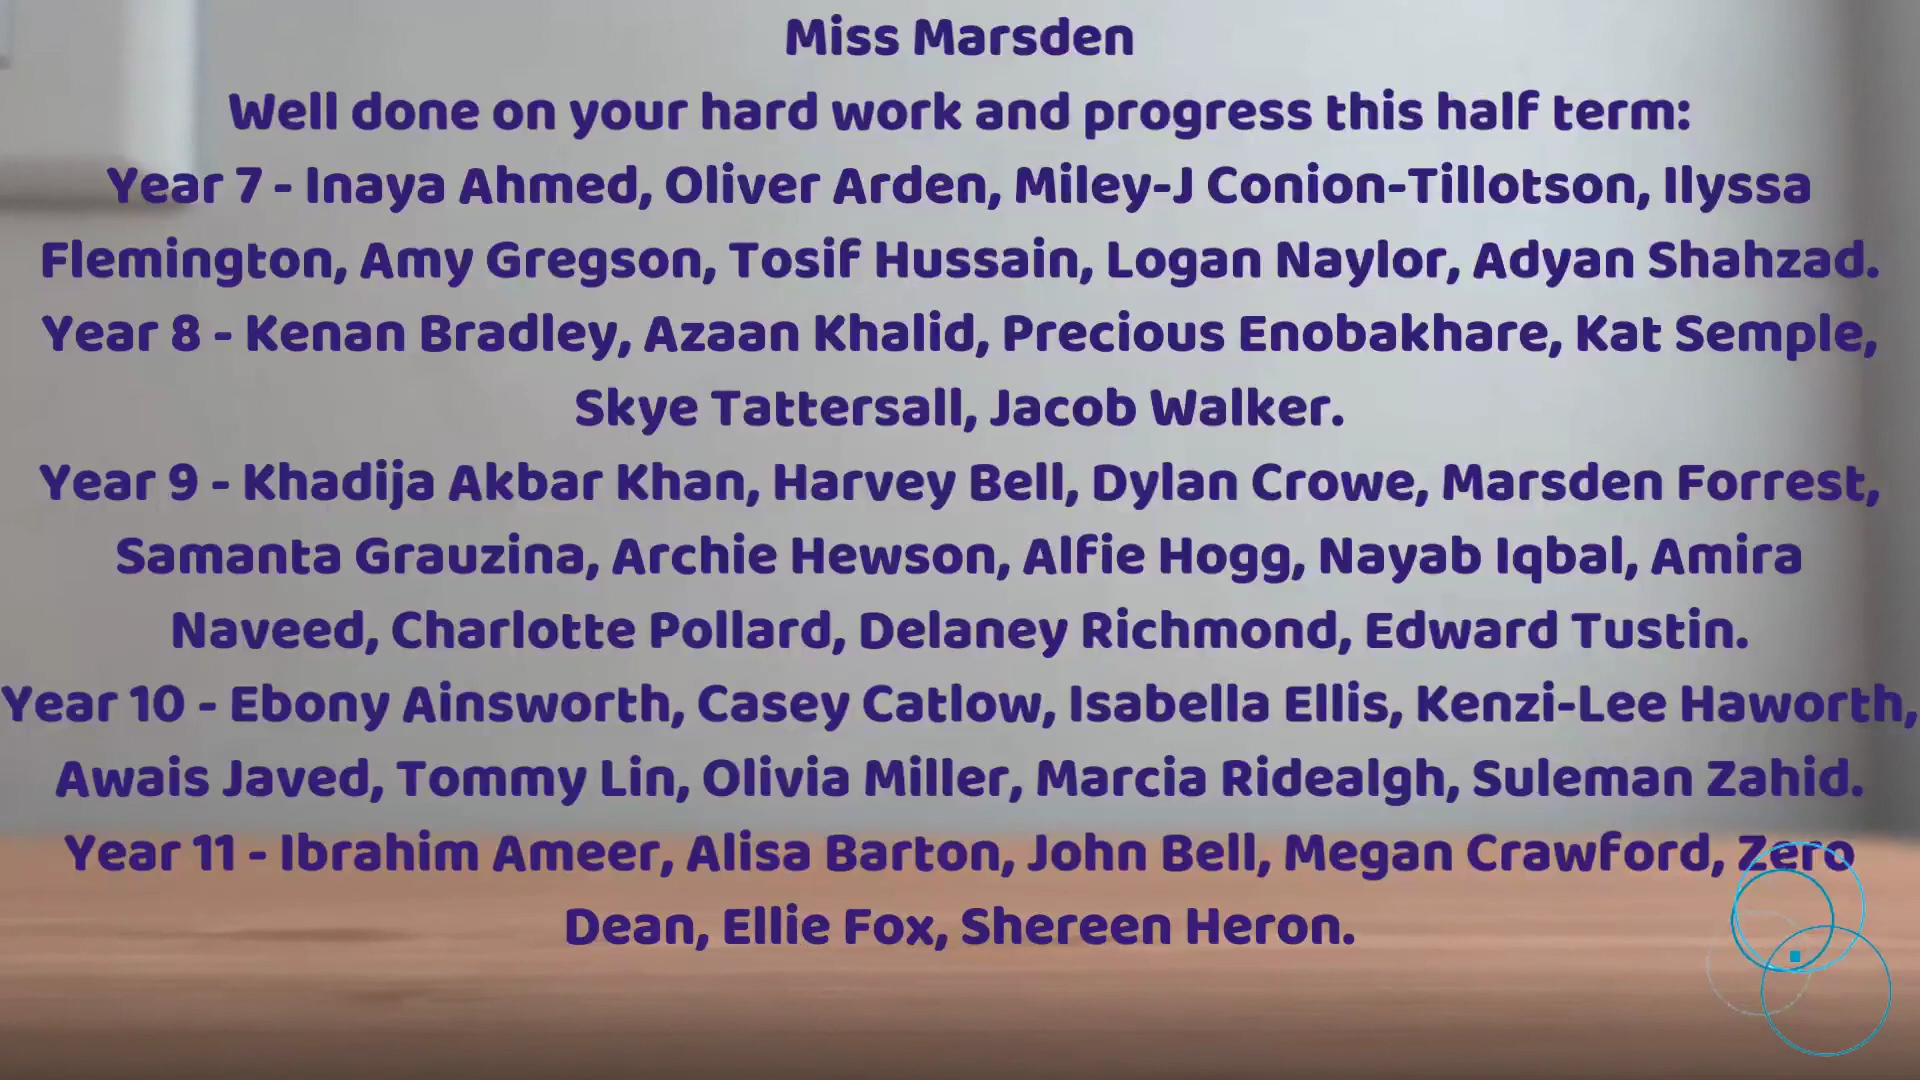 Miss Marsden
Well done on your hard work and progress this half term:
Year 7 - Inaya Ahmed, Oliver Arden, Miley-J Conion-Tillotson, Ilyssa
Flemington, Amy Gregson, Tosif Hussain, Logan Naylor, Adyan Shahzad.
Year 8 - Kenan Bradley, Azaan Khalid, Precious Enobakhare, Kat Semple,
Skye Tattersall, Jacob Walker.
Year 9 - Khadija Akbar Khan, Harvey Bell, Dylan Crowe, Marsden Forrest,
Samanta Grauzina, Archie Hewson, Alfie Hogg, Nayab Iqbal, Amira
Naveed, Charlotte Pollard, Delaney Richmond, Edward Tustin.
Year 10 - Ebony Ainsworth, Casey Catlow, Isabella Ellis, Kenzi-Lee Haworth,
Awais Javed, Tommy Lin, Olivia Miller, Marcia Ridealgh, Suleman Zahid.
Year 11 - Ibrahim Ameer, Alisa Barton, John Bell, Megan Crawford, Zero
Dean, Ellie Fox, Shereen Heron.